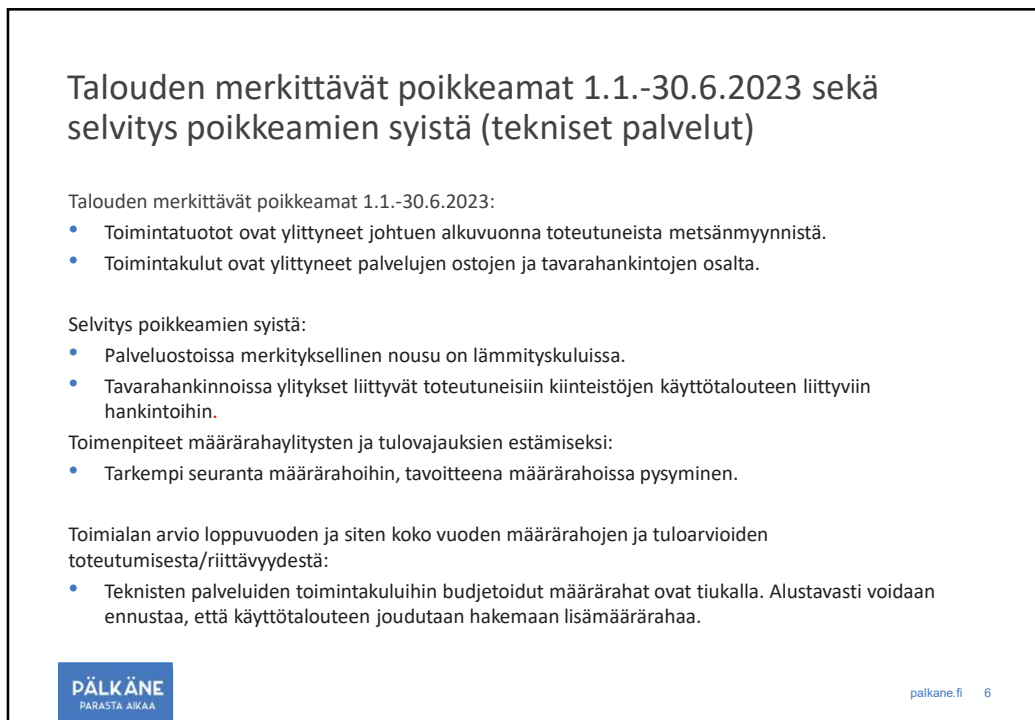 Talouden merkittävät poikkeamat 1.1.-30.6.2023 sekä
selvitys poikkeamien syistä (tekniset palvelut)
Talouden merkittävät poikkeamat 1.1.-30.6.2023:
• Toimintatuotot ovat ylittyneet johtuen alkuvuonna toteutuneista metsänmyynnistä.
• Toimintakulut ovat ylittyneet palvelujen ostojen ja tavarahankintojen osalta.
Selvitys poikkeamien syistä:
• Palveluostoissa merkityksellinen nousu on lämmityskuluissa.
• Tavarahankinnoissa ylitykset liittyvät toteutuneisiin kiinteistöjen käyttötalouteen liittyviin
hankintoihin.
Toimenpiteet määrärahaylitysten ja tulovajauksien estämiseksi:
• Tarkempi seuranta määrärahoihin, tavoitteena määrärahoissa pysyminen.
Toimialan arvio loppuvuoden ja siten koko vuoden määrärahojen ja tuloarvioiden
toteutumisesta/riittävyydestä:
• Teknisten palveluiden toimintakuluihin budjetoidut määrärahat ovat tiukalla. Alustavasti voidaan
ennustaa, että käyttötalouteen joudutaan hakemaan lisämäärärahaa.
PÄLKÄNE
PARASTA AIKAA
palkane.fi 6